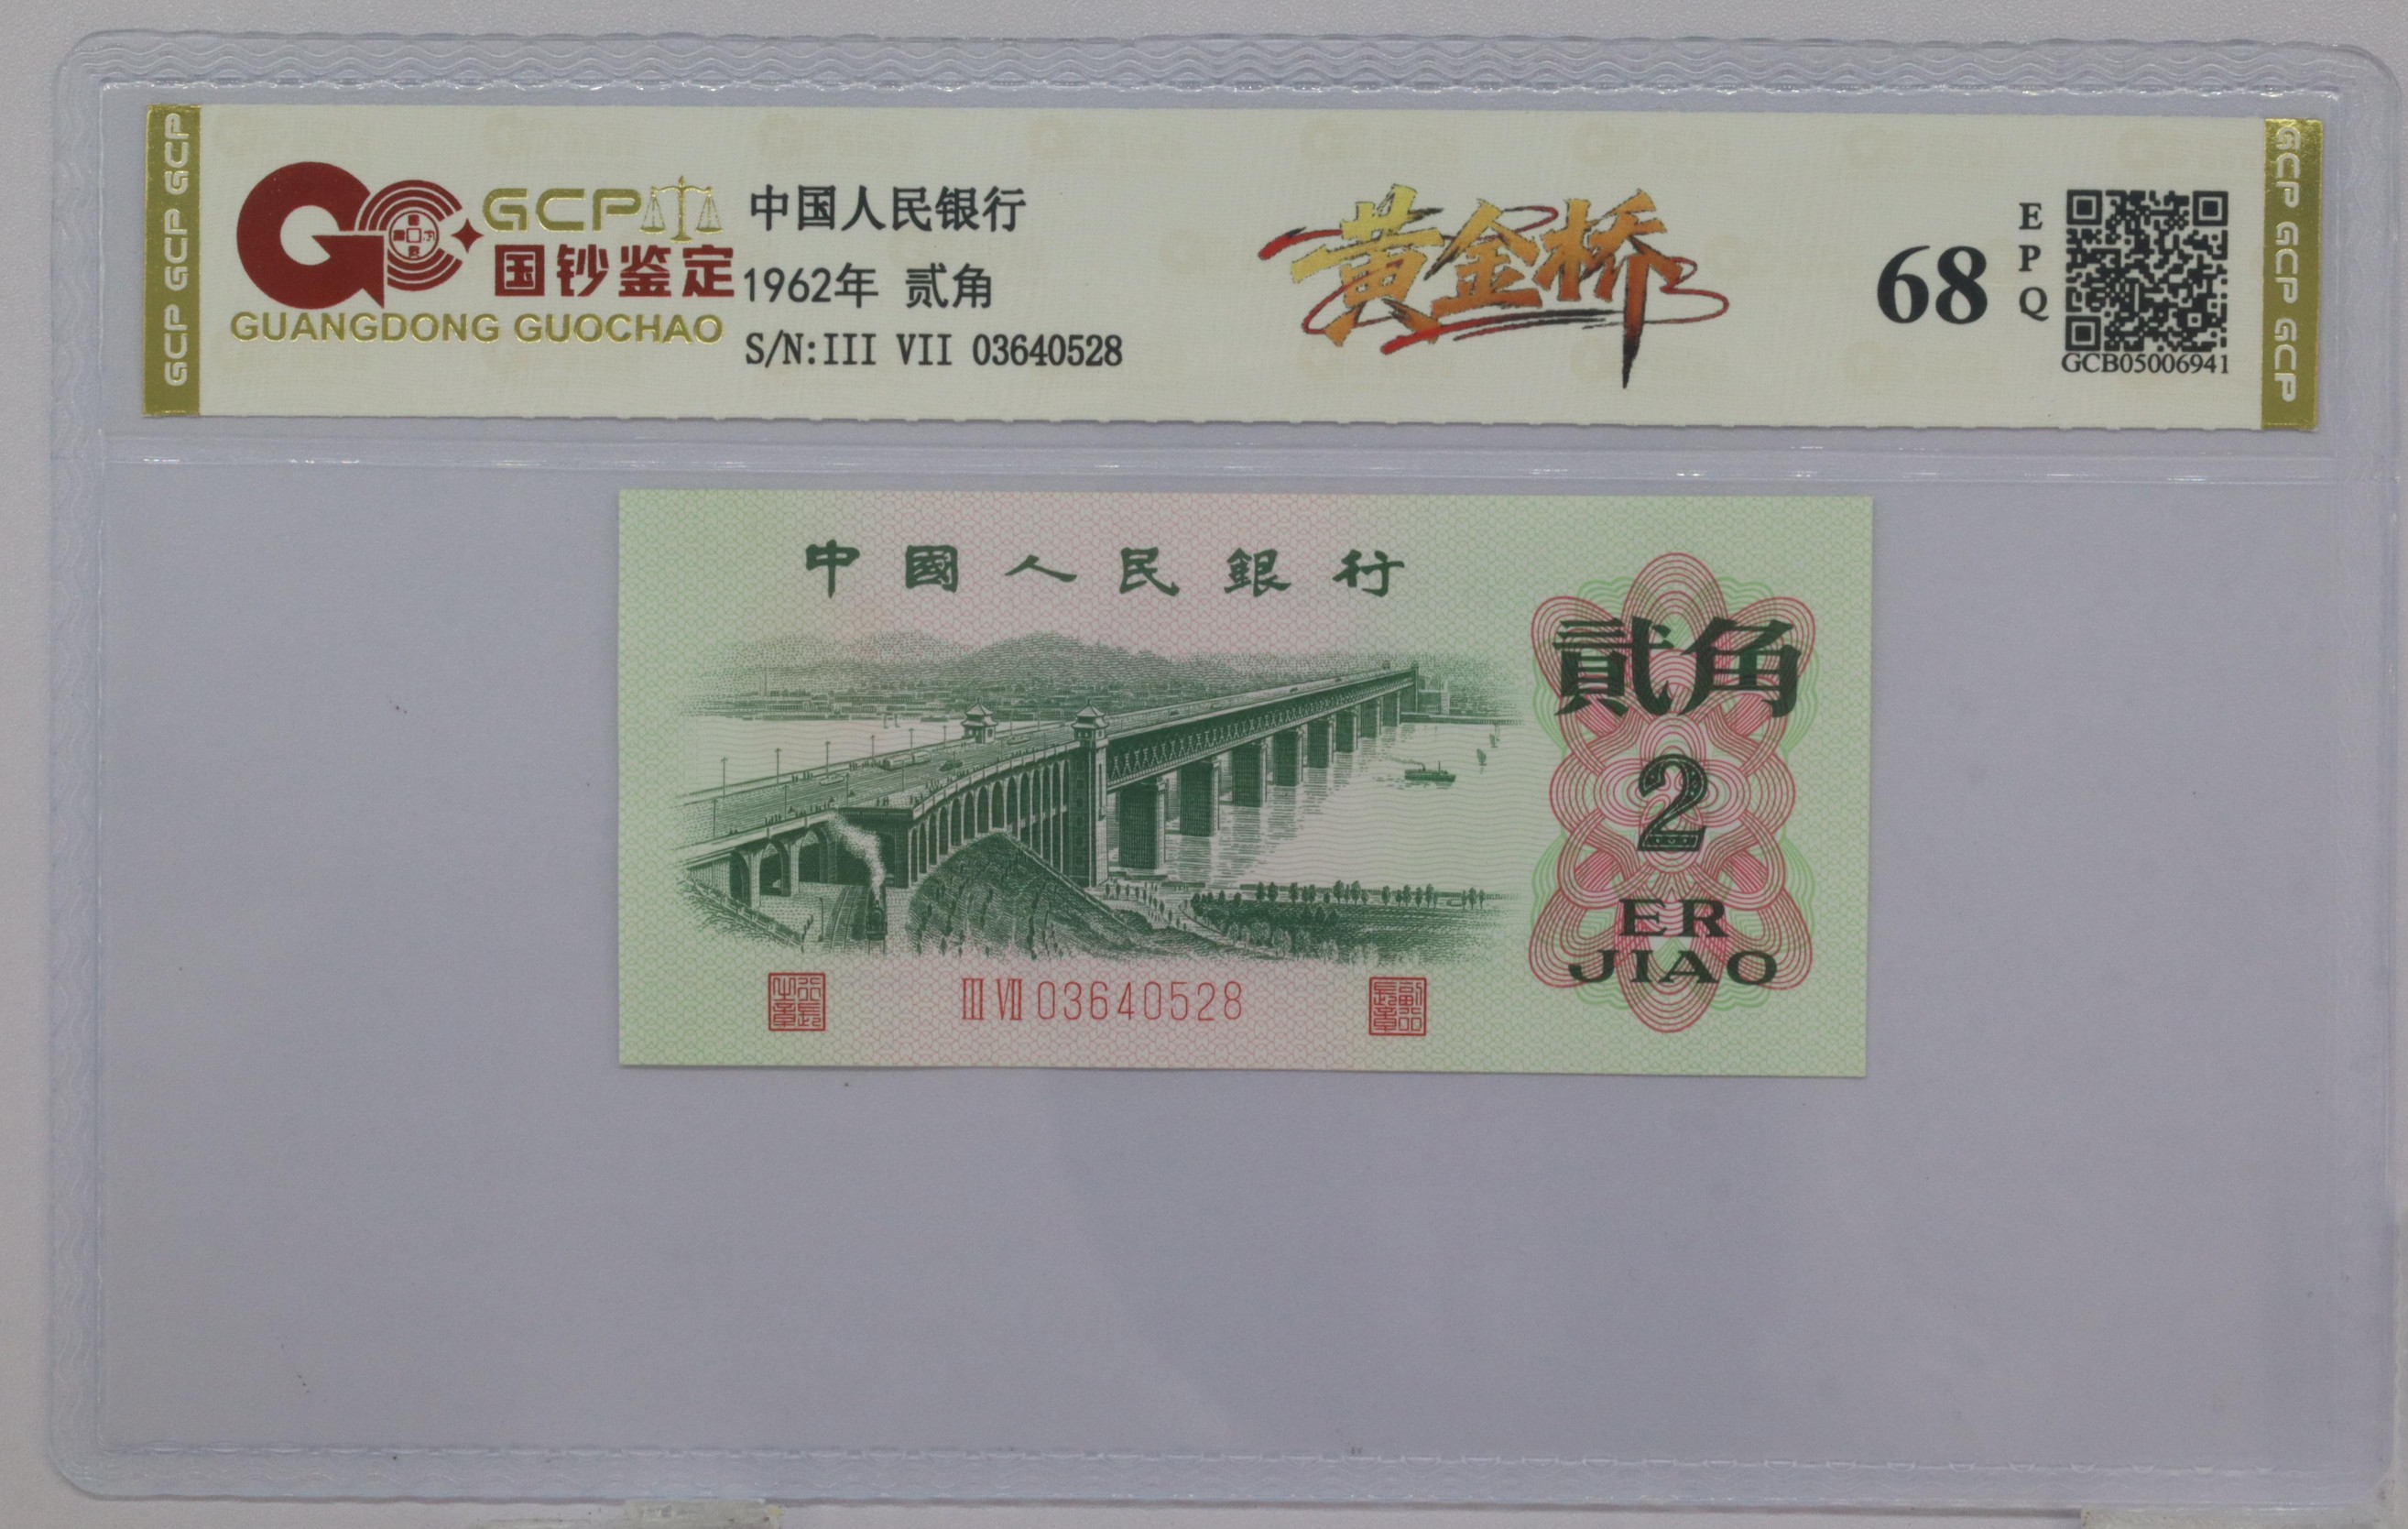 GCP GCP GCP
GCP
国钞鉴定
GUANGDONG GUOCHAO
中国人民银行
1962年 贰角
S/N:III VII 03640528
黄金桥
68
EPQ
GCB05006941
GCP GCP GCP
中國人民銀行
貳角
2
ER
JIAO
III VII 03640528